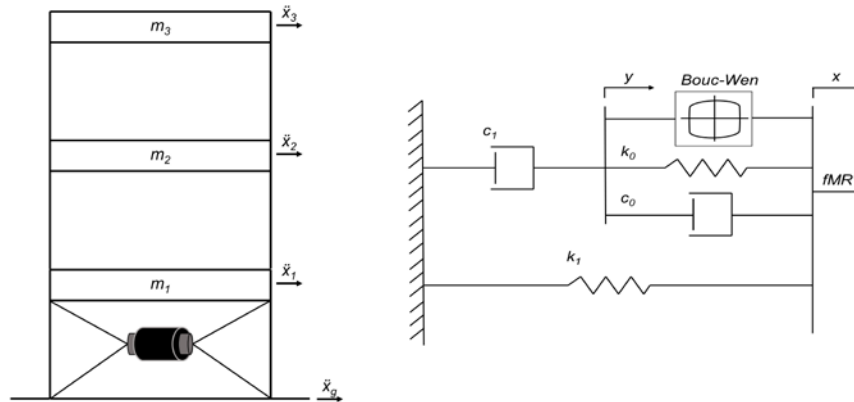 ẍ₃
m₃
ẍ₂
m₂
ẍ₁
m₁
ẍg
y
Bouc-Wen
x
c₁
k₀
fMR
c₀
k₁